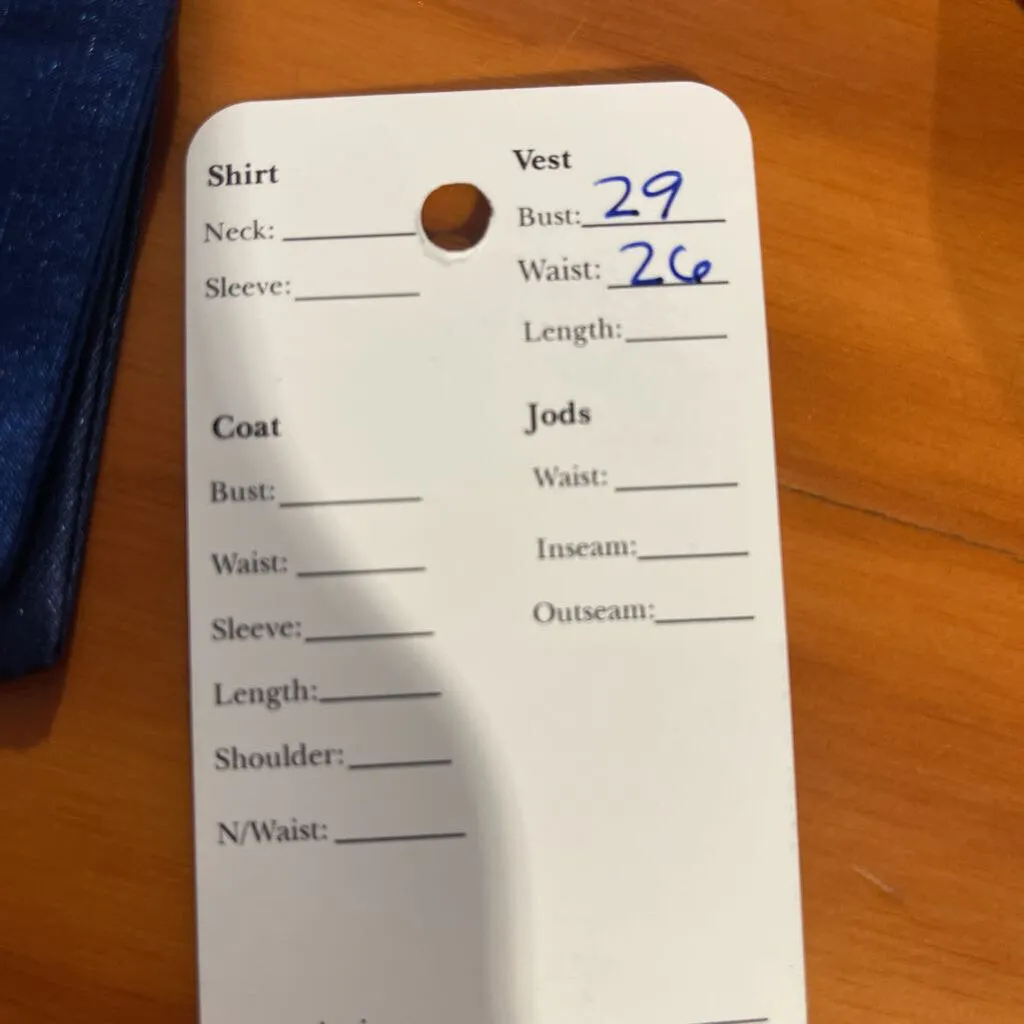 Shirt
Neck:
Sleeve:
Vest
Bust: 29
Waist: 26
Length:
Coat
Bust:
Waist:
Sleeve:
Length:
Shoulder:
N/Waist:
Jods
Waist:
Inseam:
Outseam: